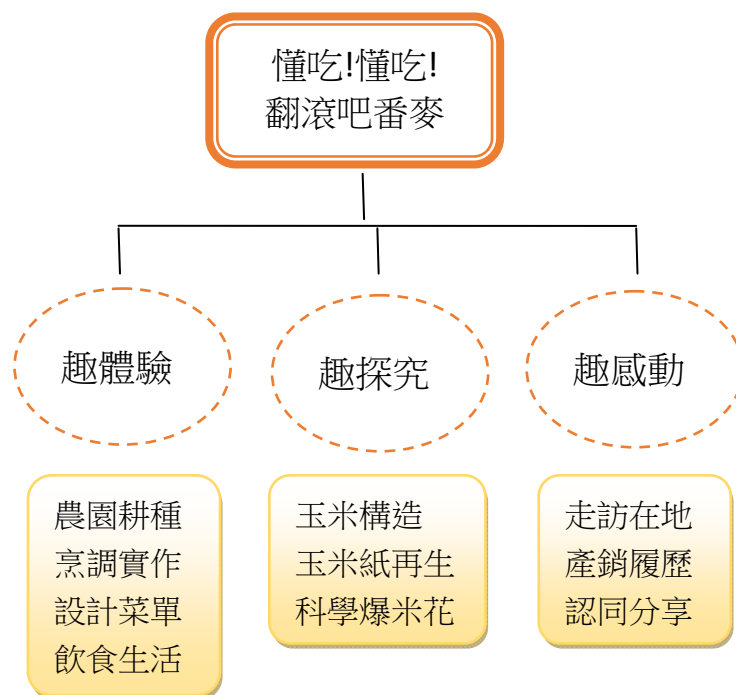 懂吃!懂吃!
翻滾吧番麥
趣體驗
趣探究
趣感動
農園耕種
烹調實作
設計菜單
飲食生活
玉米構造
玉米紙再生
科學爆米花
走訪在地
產銷履歷
認同分享